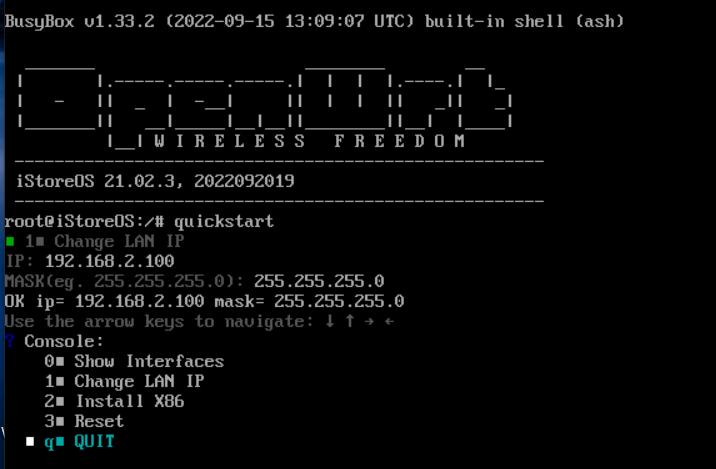 BusyBox v1.33.2 (2022-09-15 13:09:07 UTC) built-in shell (ash)
OpenWrt
WIRELESS FREEDOM
iStoreOS 21.02.3, 2022092019
root@iStoreOS:/# quickstart
1 Change LAN IP
IP: 192.168.2.100
MASK(eg. 255.255.255.0): 255.255.255.0
OK ip= 192.168.2.100 mask= 255.255.255.0
Use the arrow keys to navigate: ↓ ↑ → ←
? Console:
0■ Show Interfaces
1■ Change LAN IP
2■ Install X86
3■ Reset
■ q■ QUIT